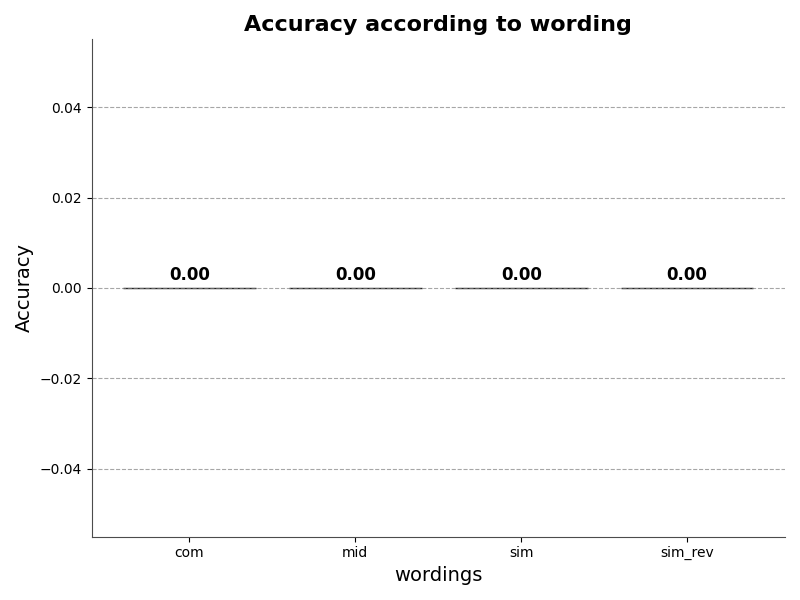 Accuracy according to wording
Accuracy
0.04
0.02
0.00
−0.02
−0.04
0.00 0.00 0.00 0.00
com mid sim sim_rev
wordings